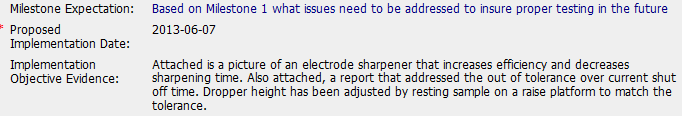 Milestone Expectation: Based on Milestone 1 what issues need to be addressed to insure proper testing in the future
* Proposed 2013-06-07
Implementation Date:
Implementation Attached is a picture of an electrode sharpener that increases efficiency and decreases
Objective Evidence: sharpening time. Also attached, a report that addressed the out of tolerance over current shut
off time. Dropper height has been adjusted by resting sample on a raise platform to match the
tolerance.